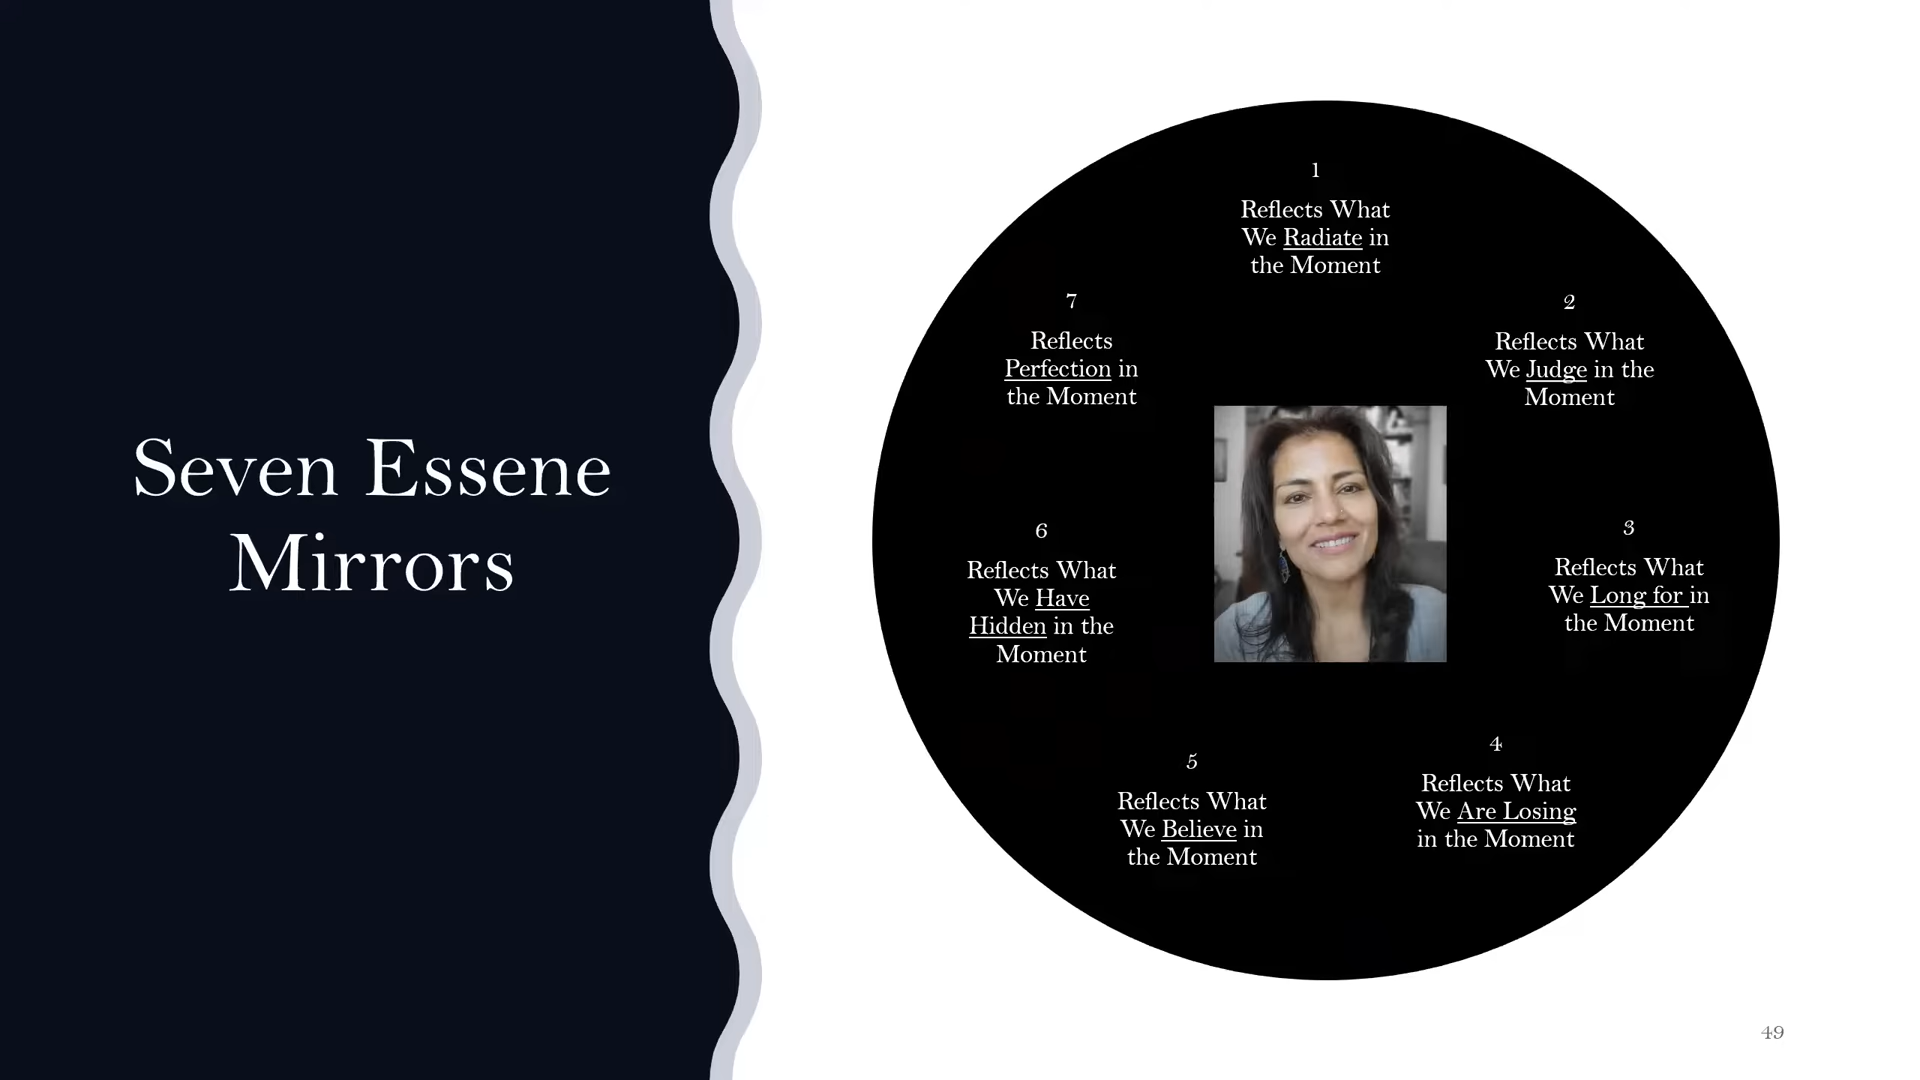 Seven Essene
Mirrors
1
Reflects What
We Radiate in
the Moment
2
Reflects What
We Judge in the
Moment
3
Reflects What
We Long for in
the Moment
4
Reflects What
We Are Losing
in the Moment
5
Reflects What
We Believe in
the Moment
6
Reflects What
We Have
Hidden in the
Moment
7
Reflects
Perfection in
the Moment
49